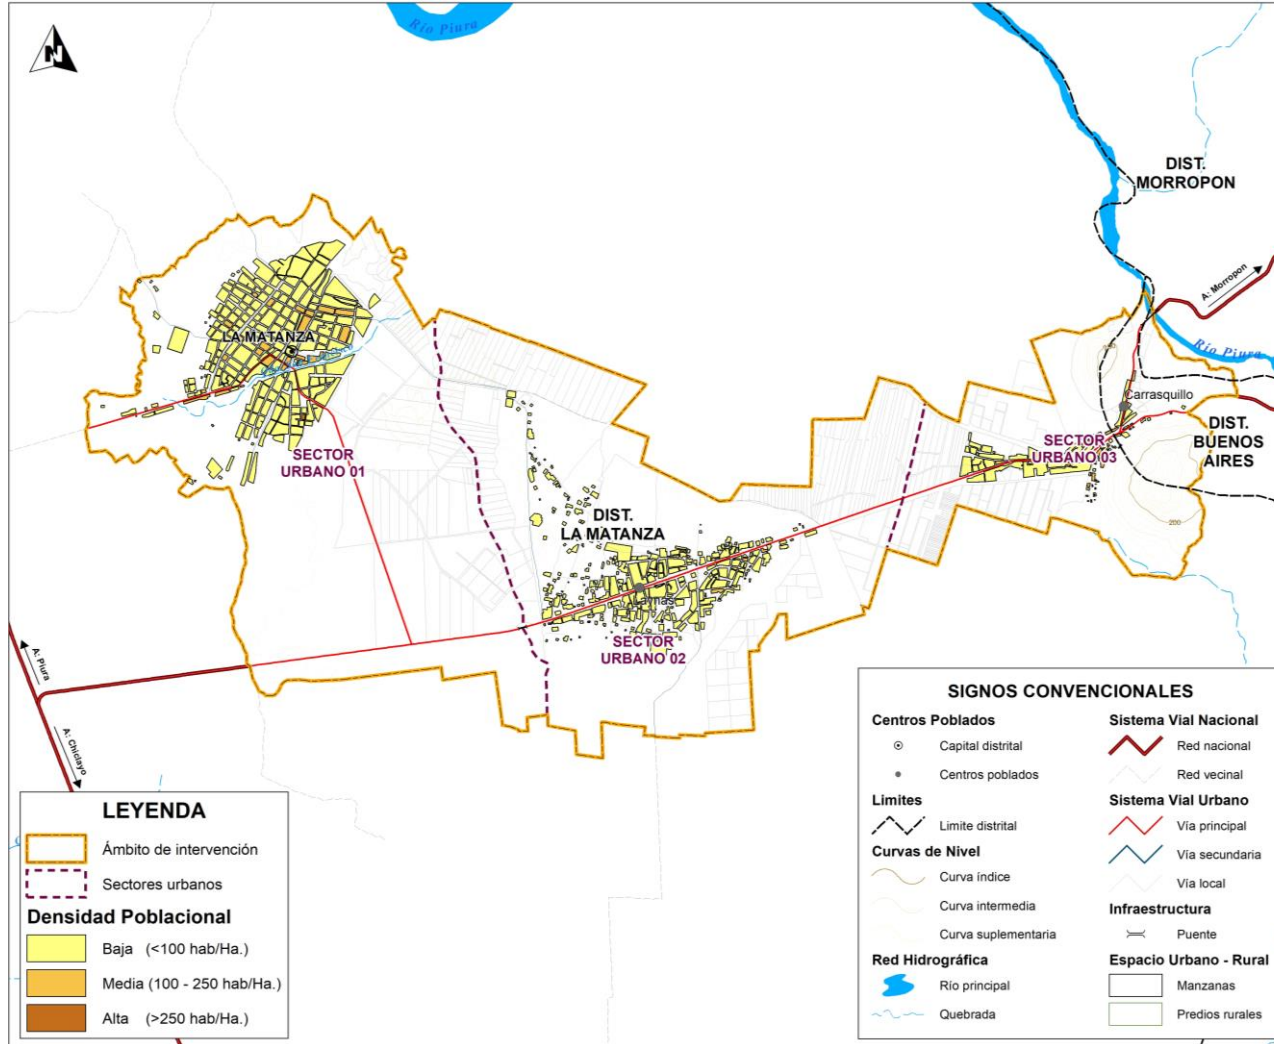 Río Piura
N
DIST.
MORROPON
A: Morropon
LA MATANZA
Río Piura
Carrasquillo
SECTOR
URBANO 01
SECTOR
URBANO 03
DIST.
BUENOS
AIRES
DIST.
LA MATANZA
200
SECTOR
URBANO 02
A: Piura
A: Chiclayo
LEYENDA
Ámbito de intervención
Sectores urbanos
Densidad Poblacional
Baja (<100 hab/Ha.)
Media (100 - 250 hab/Ha.)
Alta (>250 hab/Ha.)
SIGNOS CONVENCIONALES
Centros Poblados
Capital distrital
Centros poblados
Limites
Limite distrital
Curvas de Nivel
Curva índice
Curva intermedia
Curva suplementaria
Red Hidrográfica
Río principal
Quebrada
Sistema Vial Nacional
Red nacional
Red vecinal
Sistema Vial Urbano
Vía principal
Vía secundaria
Vía local
Infraestructura
Puente
Espacio Urbano - Rural
Manzanas
Predios rurales